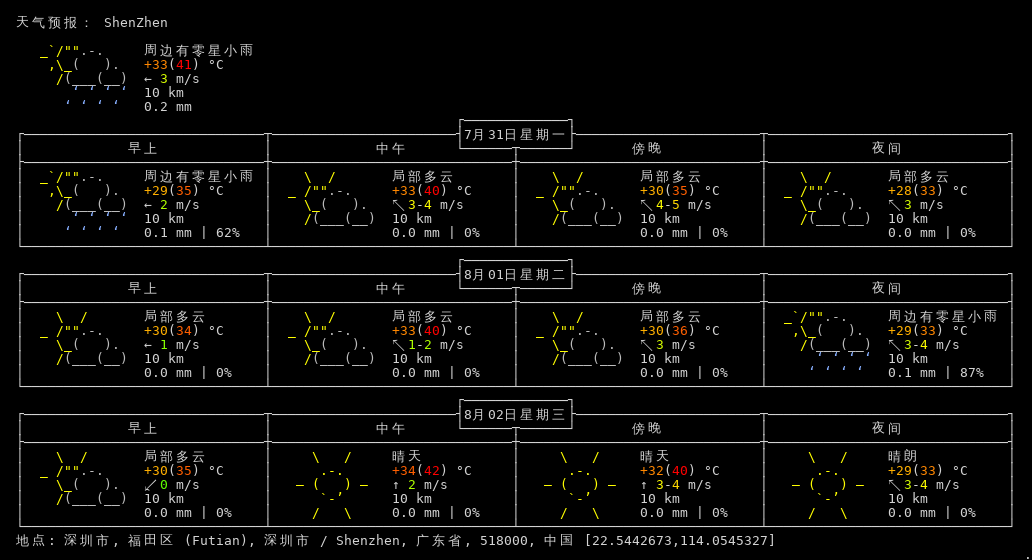 天气预报： ShenZhen
周边有零星小雨
+33(41) °C
← 3 m/s
10 km
0.2 mm
7月31日星期一
早上 中午 傍晚 夜间
周边有零星小雨 局部多云 局部多云 局部多云
+29(35) °C +33(40) °C +30(35) °C +28(33) °C
← 2 m/s ↖ 3-4 m/s ↖ 4-5 m/s ↖ 3 m/s
10 km 10 km 10 km 10 km
0.1 mm | 62% 0.0 mm | 0% 0.0 mm | 0% 0.0 mm | 0%
8月01日星期二
早上 中午 傍晚 夜间
局部多云 局部多云 局部多云 周边有零星小雨
+30(34) °C +33(40) °C +30(36) °C +29(33) °C
← 1 m/s ↖ 1-2 m/s ↖ 3 m/s ↖ 3-4 m/s
10 km 10 km 10 km 10 km
0.0 mm | 0% 0.0 mm | 0% 0.0 mm | 0% 0.1 mm | 87%
8月02日星期三
早上 中午 傍晚 夜间
局部多云 晴天 晴天 晴朗
+30(35) °C +34(42) °C +32(40) °C +29(33) °C
↙ 0 m/s ↑ 2 m/s ↑ 3-4 m/s ↖ 3-4 m/s
10 km 10 km 10 km 10 km
0.0 mm | 0% 0.0 mm | 0% 0.0 mm | 0% 0.0 mm | 0%
地点: 深圳市, 福田区 (Futian), 深圳市 / Shenzhen, 广东省, 518000, 中国 [22.5442673,114.0545327]